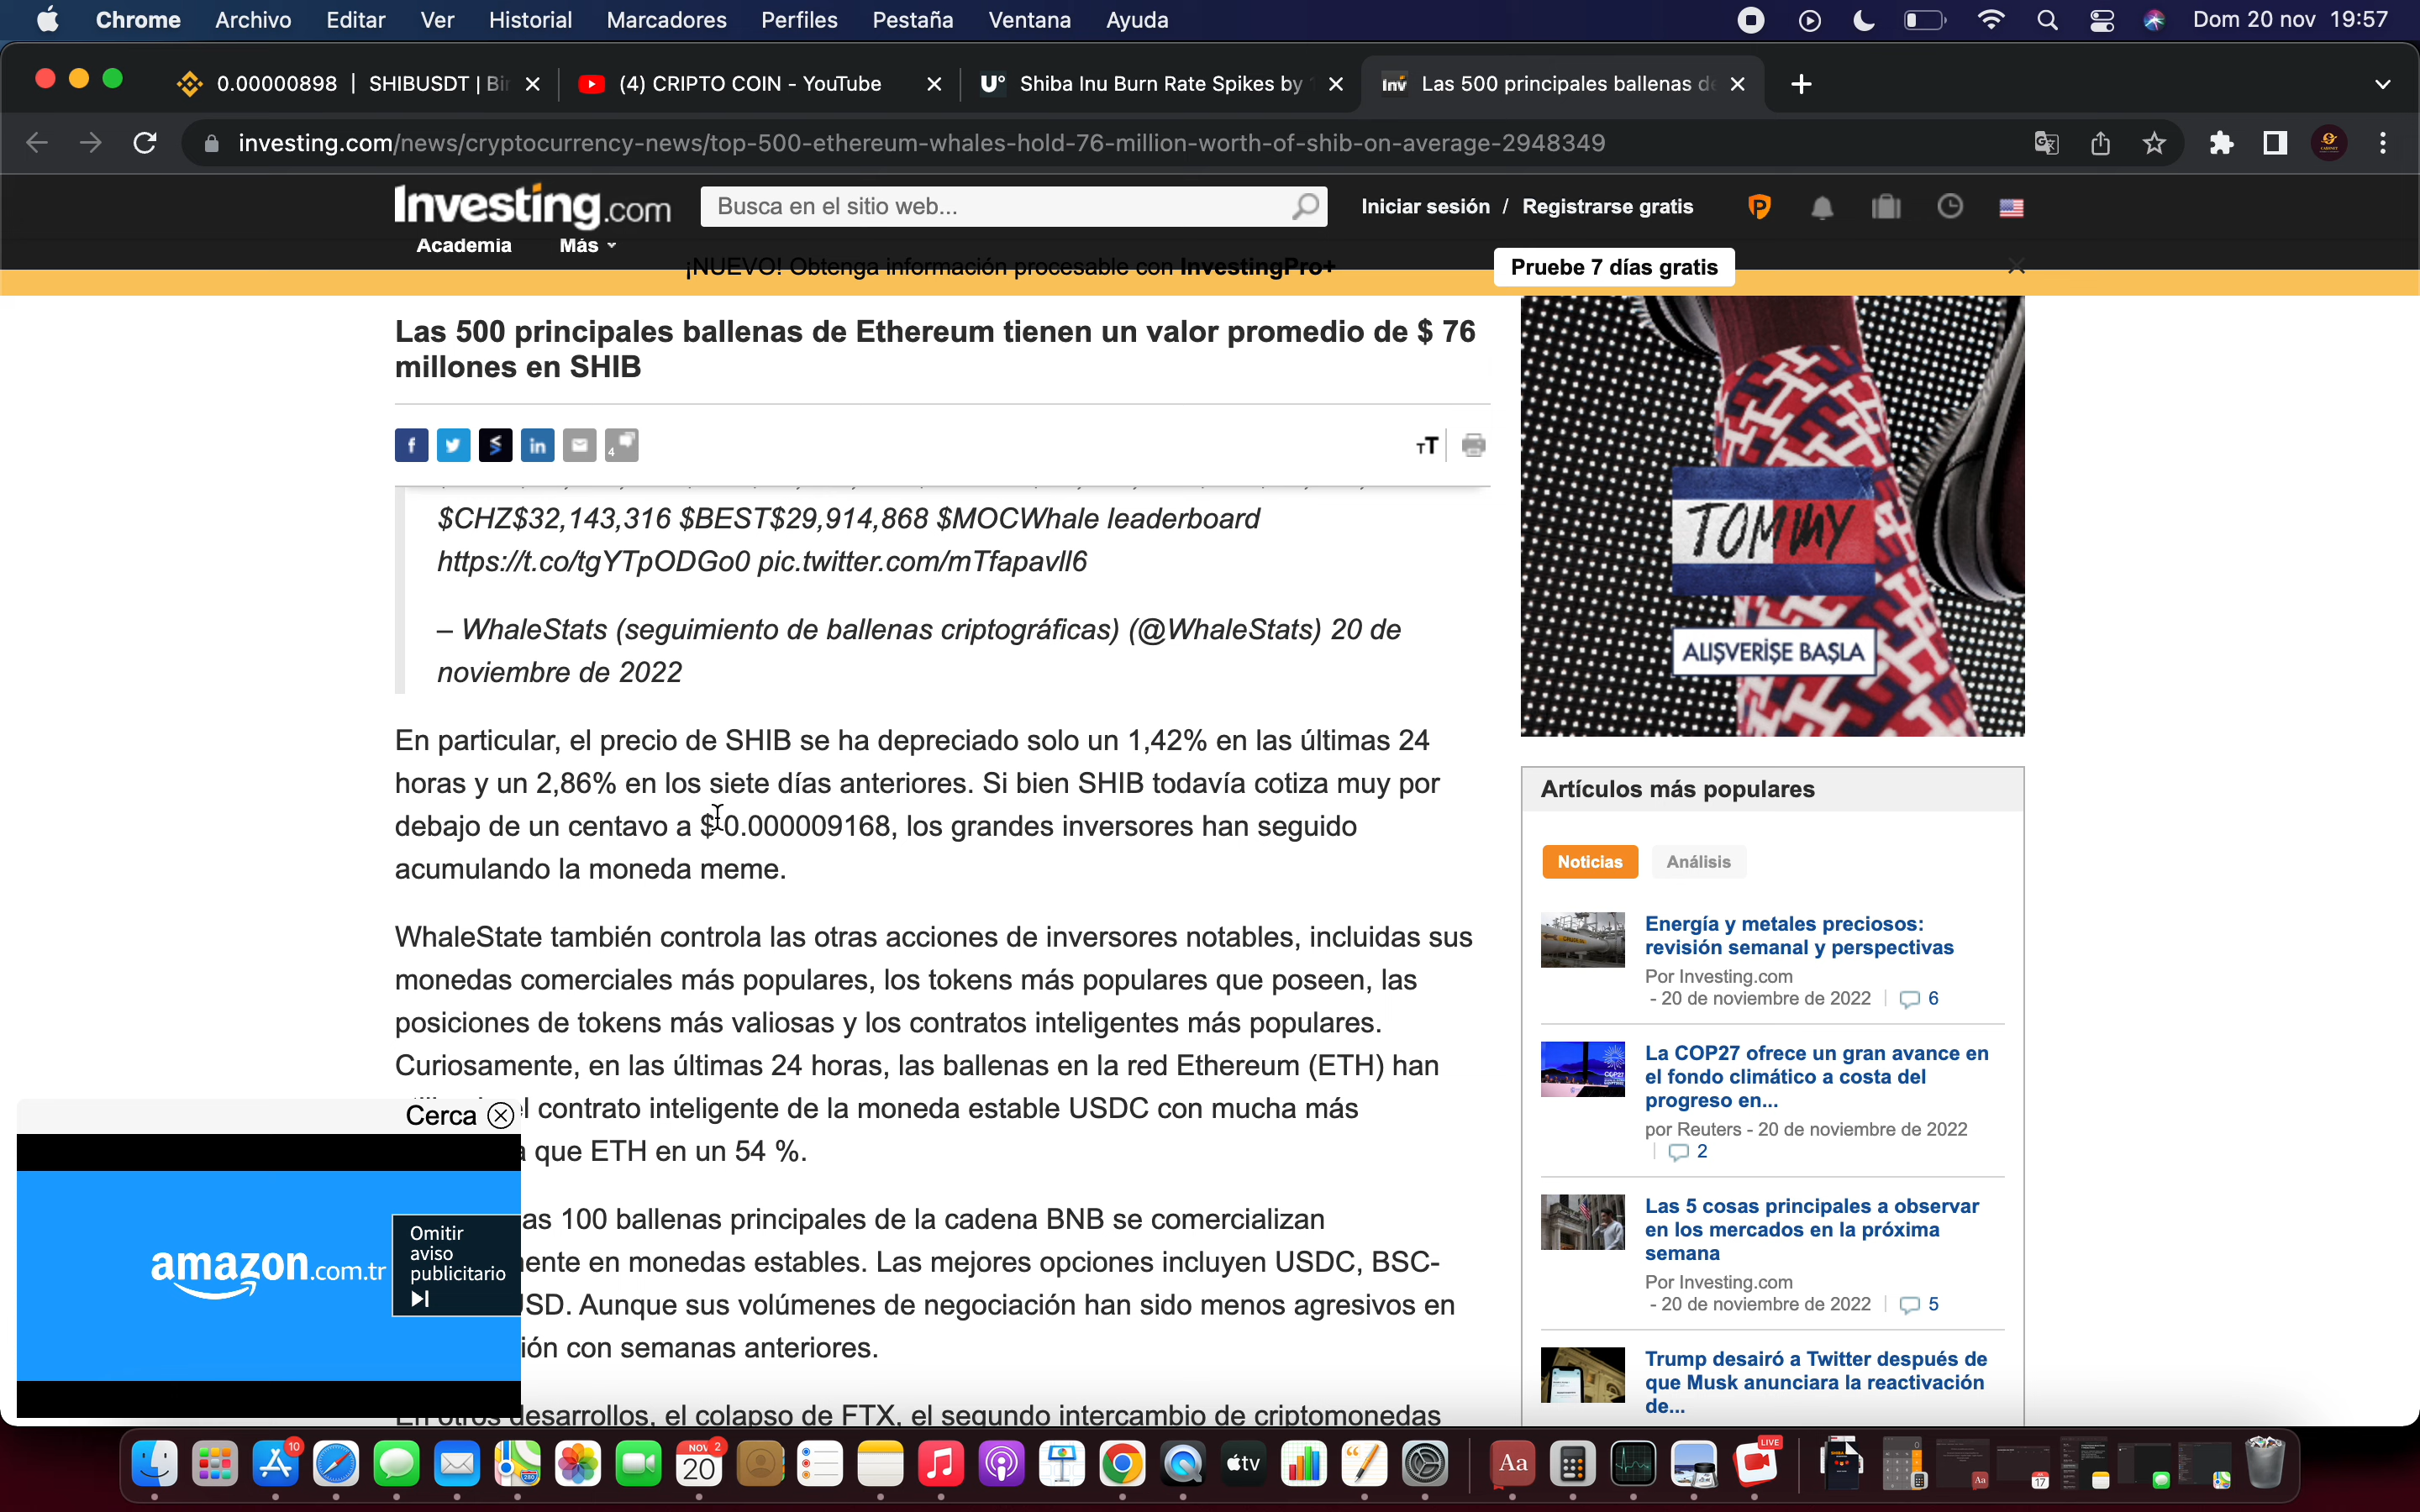 Chrome Archivo Editar Ver Historial Marcadores Perfiles Pestaña Ventana Ayuda Dom 20 nov 19:57
0.00000898 | SHIBUSDT | Bin (4) CRIPTO COIN - YouTube Shiba Inu Burn Rate Spikes by Las 500 principales ballenas de
investing.com/news/cryptocurrency-news/top-500-ethereum-whales-hold-76-million-worth-of-shib-on-average-2948349
Investing.com Busca en el sitio web... Iniciar sesión / Registrarse gratis
Academia Más
¡NUEVO! Obtenga información procesable con InvestingPro+ Pruebe 7 días gratis
Las 500 principales ballenas de Ethereum tienen un valor promedio de $ 76
millones en SHIB
4
$CHZ$32,143,316 $BEST$29,914,868 $MOCWhale leaderboard
https://t.co/tgYTpODGo0 pic.twitter.com/mTfapavll6
– WhaleStats (seguimiento de ballenas criptográficas) (@WhaleStats) 20 de
noviembre de 2022
En particular, el precio de SHIB se ha depreciado solo un 1,42% en las últimas 24
horas y un 2,86% en los siete días anteriores. Si bien SHIB todavía cotiza muy por
debajo de un centavo a $ 0.000009168, los grandes inversores han seguido
acumulando la moneda meme.
WhaleState también controla las otras acciones de inversores notables, incluidas sus
monedas comerciales más populares, los tokens más populares que poseen, las
posiciones de tokens más valiosas y los contratos inteligentes más populares.
Curiosamente, en las últimas 24 horas, las ballenas en la red Ethereum (ETH) han
l contrato inteligente de la moneda estable USDC con mucha más
que ETH en un 54 %.
as 100 ballenas principales de la cadena BNB se comercializan
ente en monedas estables. Las mejores opciones incluyen USDC, BSC-
SD. Aunque sus volúmenes de negociación han sido menos agresivos en
ión con semanas anteriores.
En otros desarrollos, el colapso de FTX, el segundo intercambio de criptomonedas
Cerca
amazon.com.tr
Omitir
aviso
publicitario
TOMMY
ALIŞVERİŞE BAŞLA
Artículos más populares
Noticias Análisis
Energía y metales preciosos:
revisión semanal y perspectivas
Por Investing.com
- 20 de noviembre de 2022 6
La COP27 ofrece un gran avance en
el fondo climático a costa del
progreso en...
por Reuters - 20 de noviembre de 2022
2
Las 5 cosas principales a observar
en los mercados en la próxima
semana
Por Investing.com
- 20 de noviembre de 2022 5
Trump desairó a Twitter después de
que Musk anunciara la reactivación
de...
10 NOV 2 20 tv Aa LIVE 17